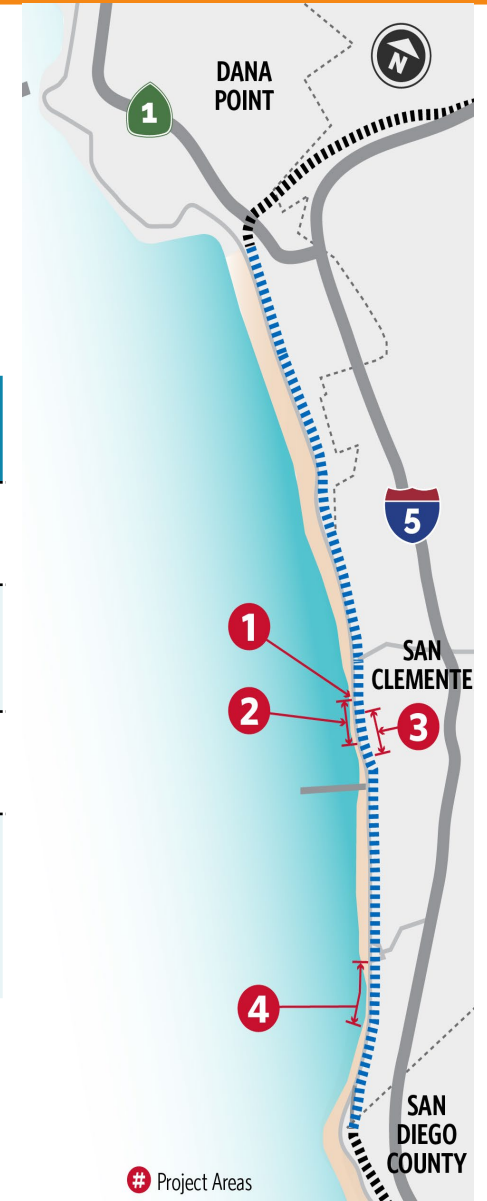 N
DANA
POINT
1
5
1
SAN
CLEMENTE
2
3
4
SAN
DIEGO
COUNTY
# Project Areas